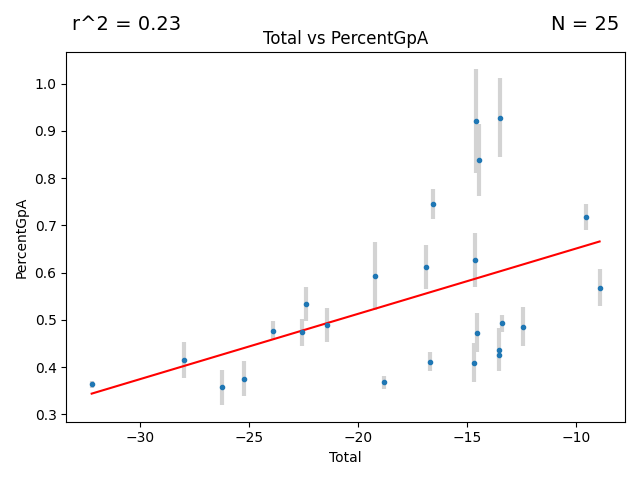 r^2 = 0.23
N = 25
Total vs PercentGpA
PercentGpA
1.0
0.9
0.8
0.7
0.6
0.5
0.4
0.3
−30
−25
−20
−15
−10
Total